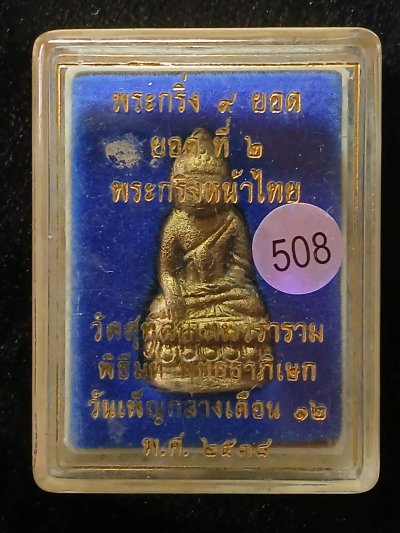 พระกริ่ง ๙ ยอด
ยอด ที่ ๒
พระกริ่งหน้าไทย
508
วัดสุทัศนเทพวราราม
พิธีมหาพุทธาภิเษก
วันเพ็ญกลางเดือน ๑๒
พ.ศ. ๒๕๓๘